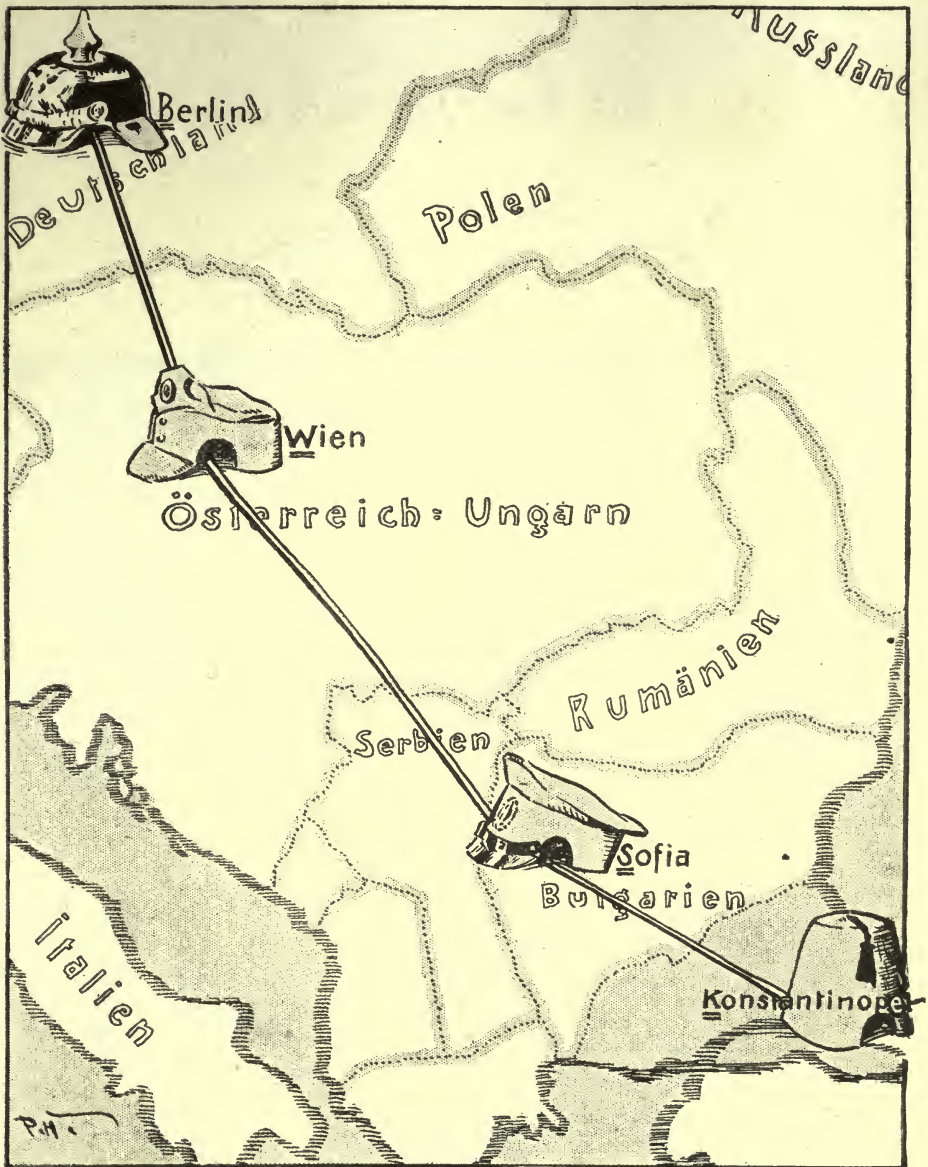 Russland
Berlin
Deutschland
Polen
Wien
Österreich=Ungarn
Rumänien
Serbien
Sofia
Bulgarien
Italien
Konstantinopel
P.H.